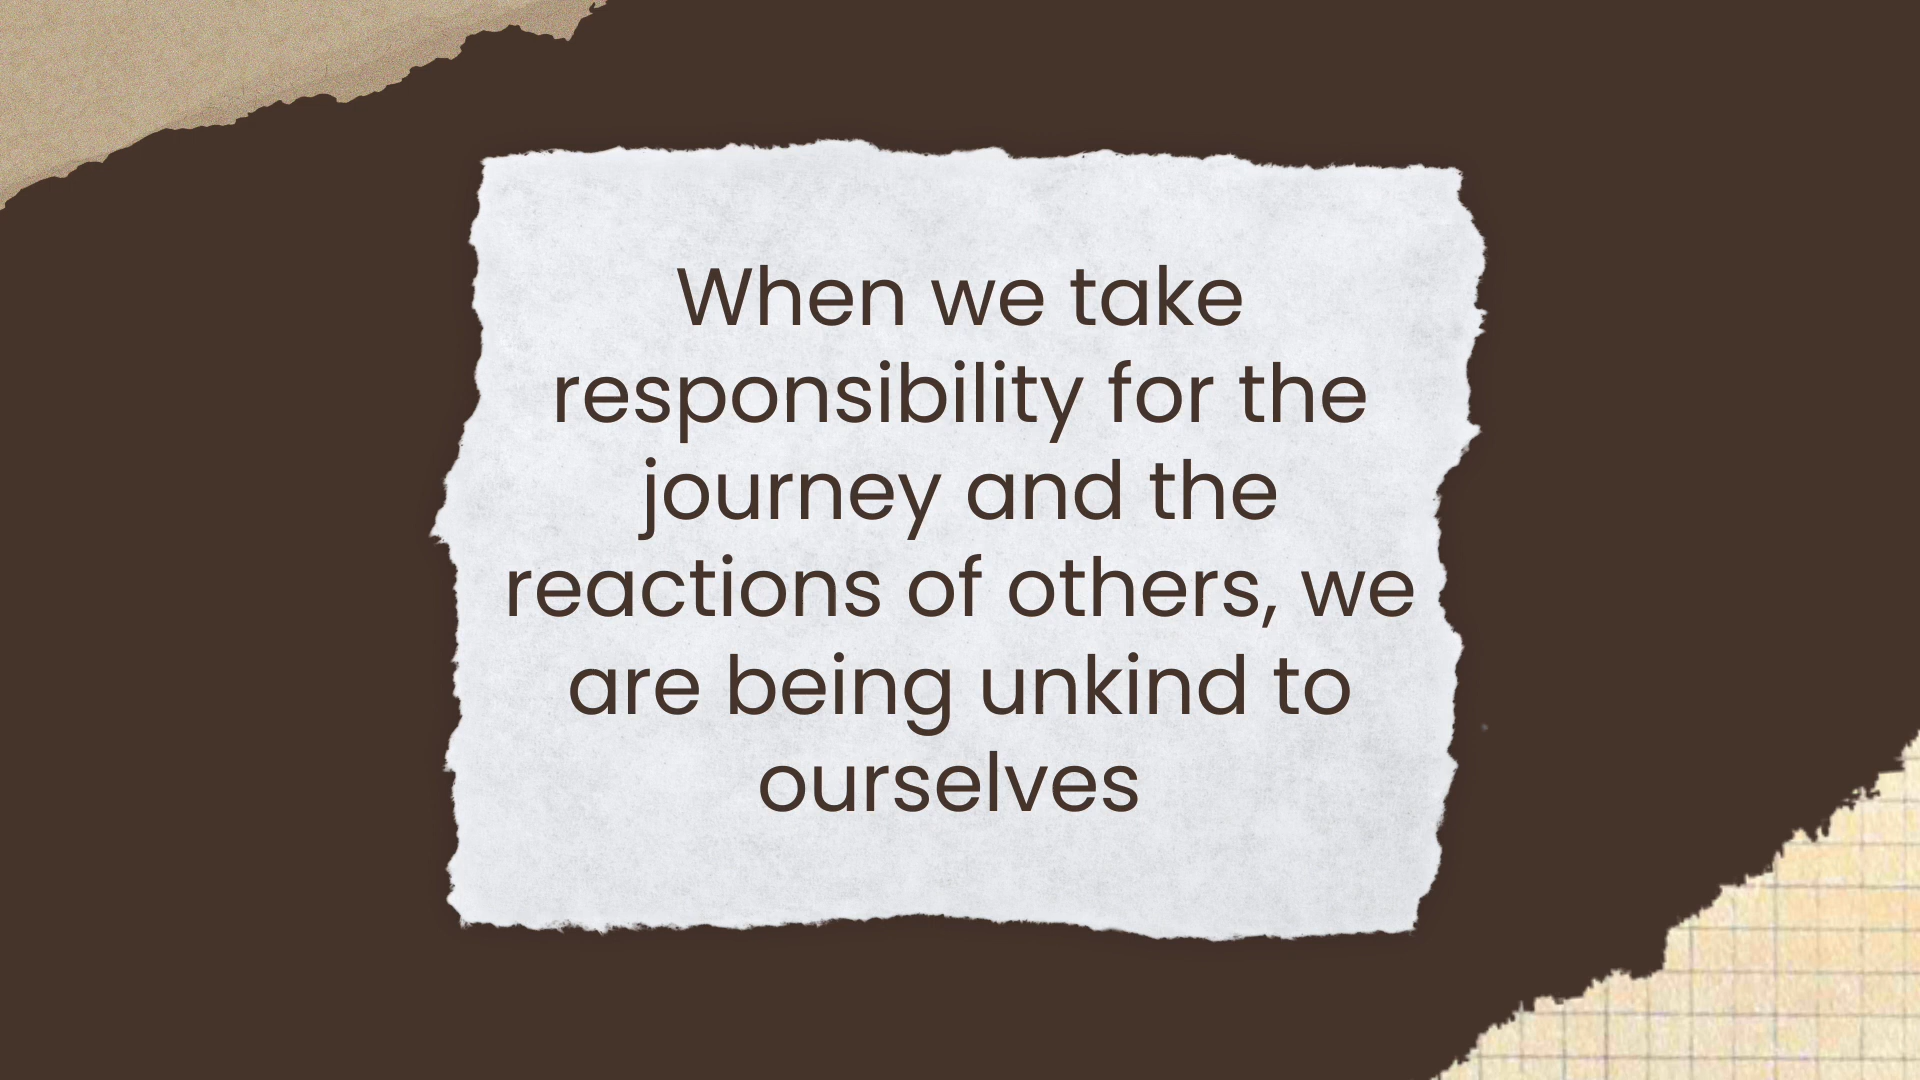 When we take
responsibility for the
journey and the
reactions of others, we
are being unkind to
ourselves